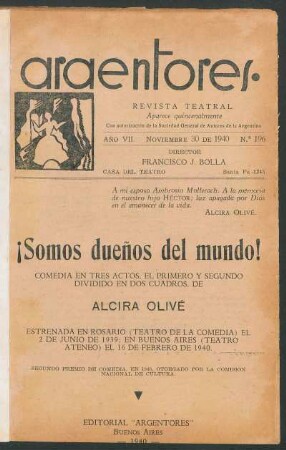 argentores.
REVISTA TEATRAL
Aparece quincenalmente
Con autorización de la Sociedad General de Autores de la Argentina
AÑO VII. NOVIEMBRE 30 DE 1940 N.º 196
DIRECTOR
FRANCISCO J. BOLLA
CASA DEL TEATRO Santa Fe 1243
A mi esposo Ambrosio
de nuestro hijo HÉCTOR; luz apagada por Dios
en el amanecer de la vida.
ALCIRA OLIVÉ.
¡Somos dueños del mundo!
COMEDIA EN TRES ACTOS, EL PRIMERO Y SEGUNDO
DIVIDIDO EN DOS CUADROS, DE
ALCIRA OLIVÉ
ESTRENADA EN ROSARIO (TEATRO DE LA COMEDIA) EL
2 DE JUNIO DE 1939; EN BUENOS AIRES (TEATRO
ATENEO) EL 16 DE FEBRERO DE 1940.
SEGUNDO PREMIO DE COMEDIA, EN 1940, OTORGADO POR LA COMISIÓN
NACIONAL DE CULTURA.
EDITORIAL "ARGENTORES"
BUENOS AIRES
— 1940 —